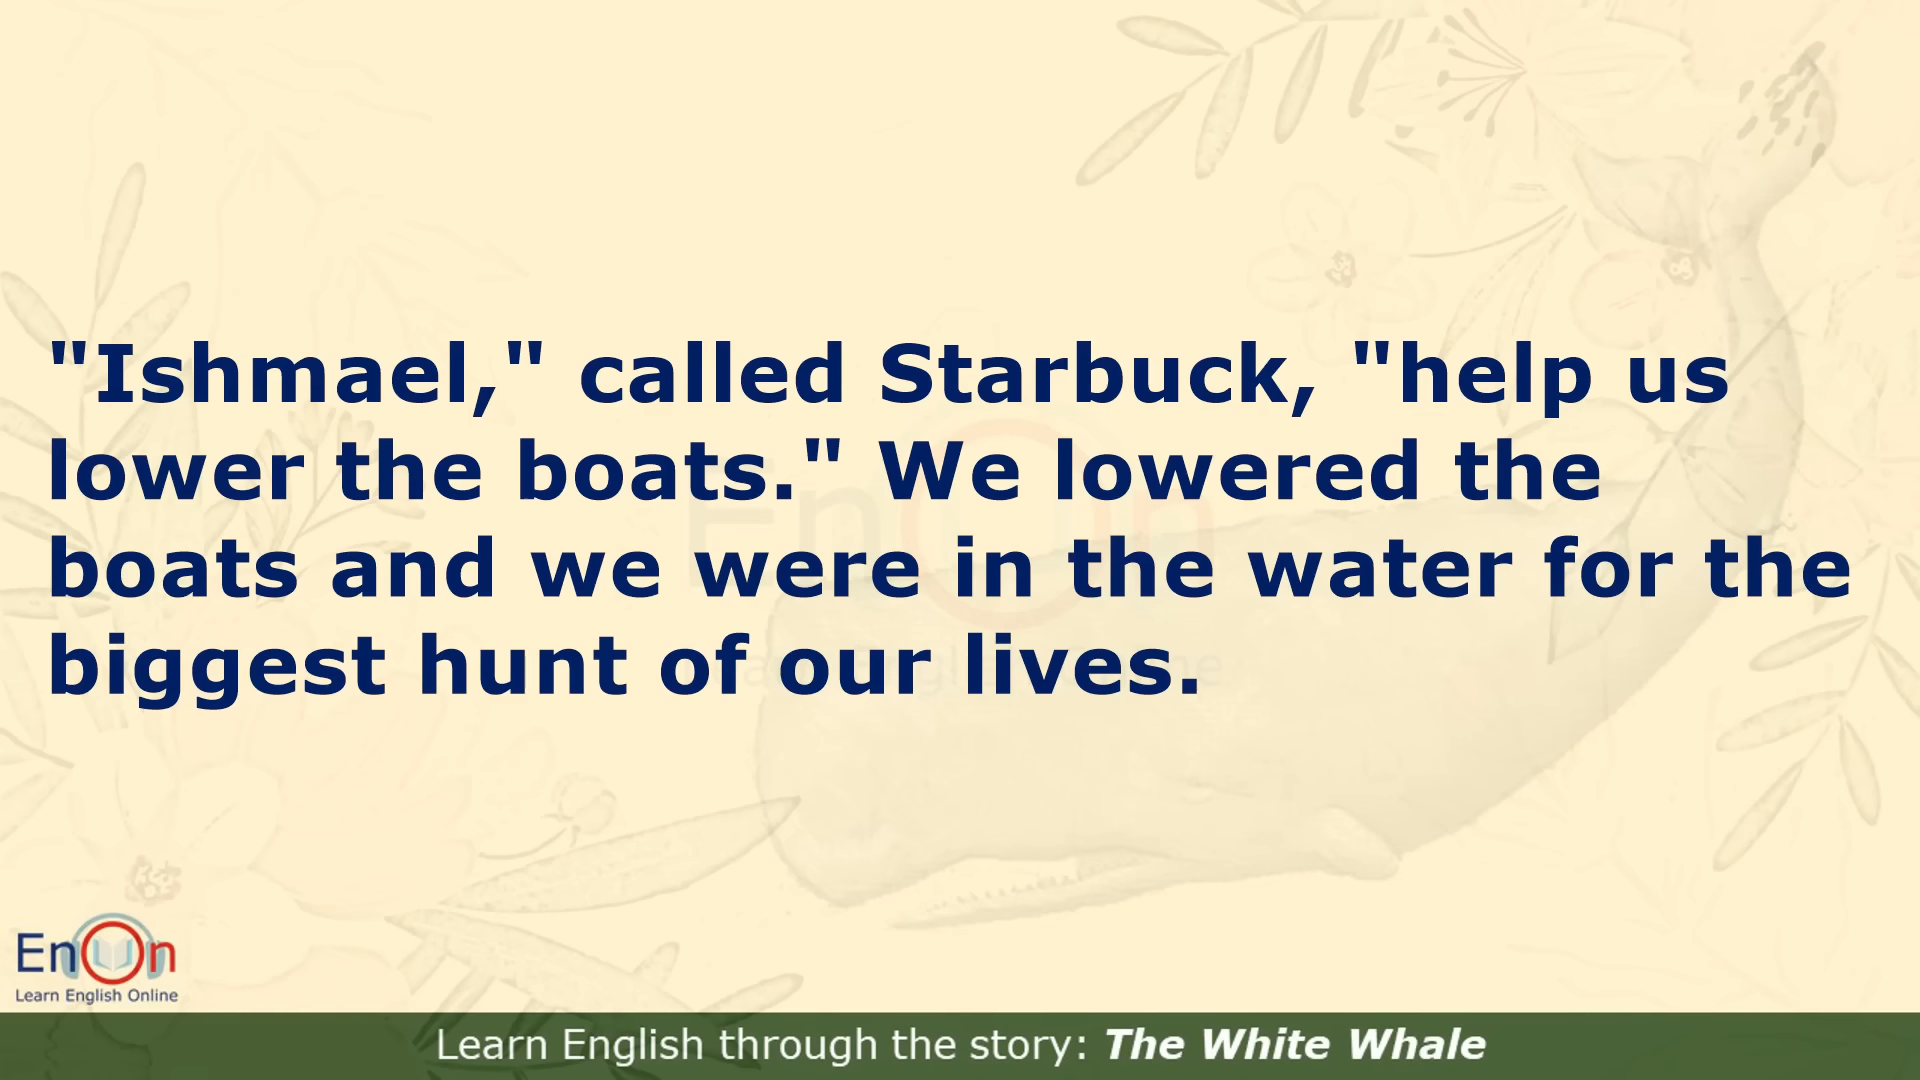 "Ishmael," called Starbuck, "help us
lower the boats." We lowered the
boats and we were in the water for the
biggest hunt of our lives.
EnOn
Learn English Online
Learn English through the story: The White Whale